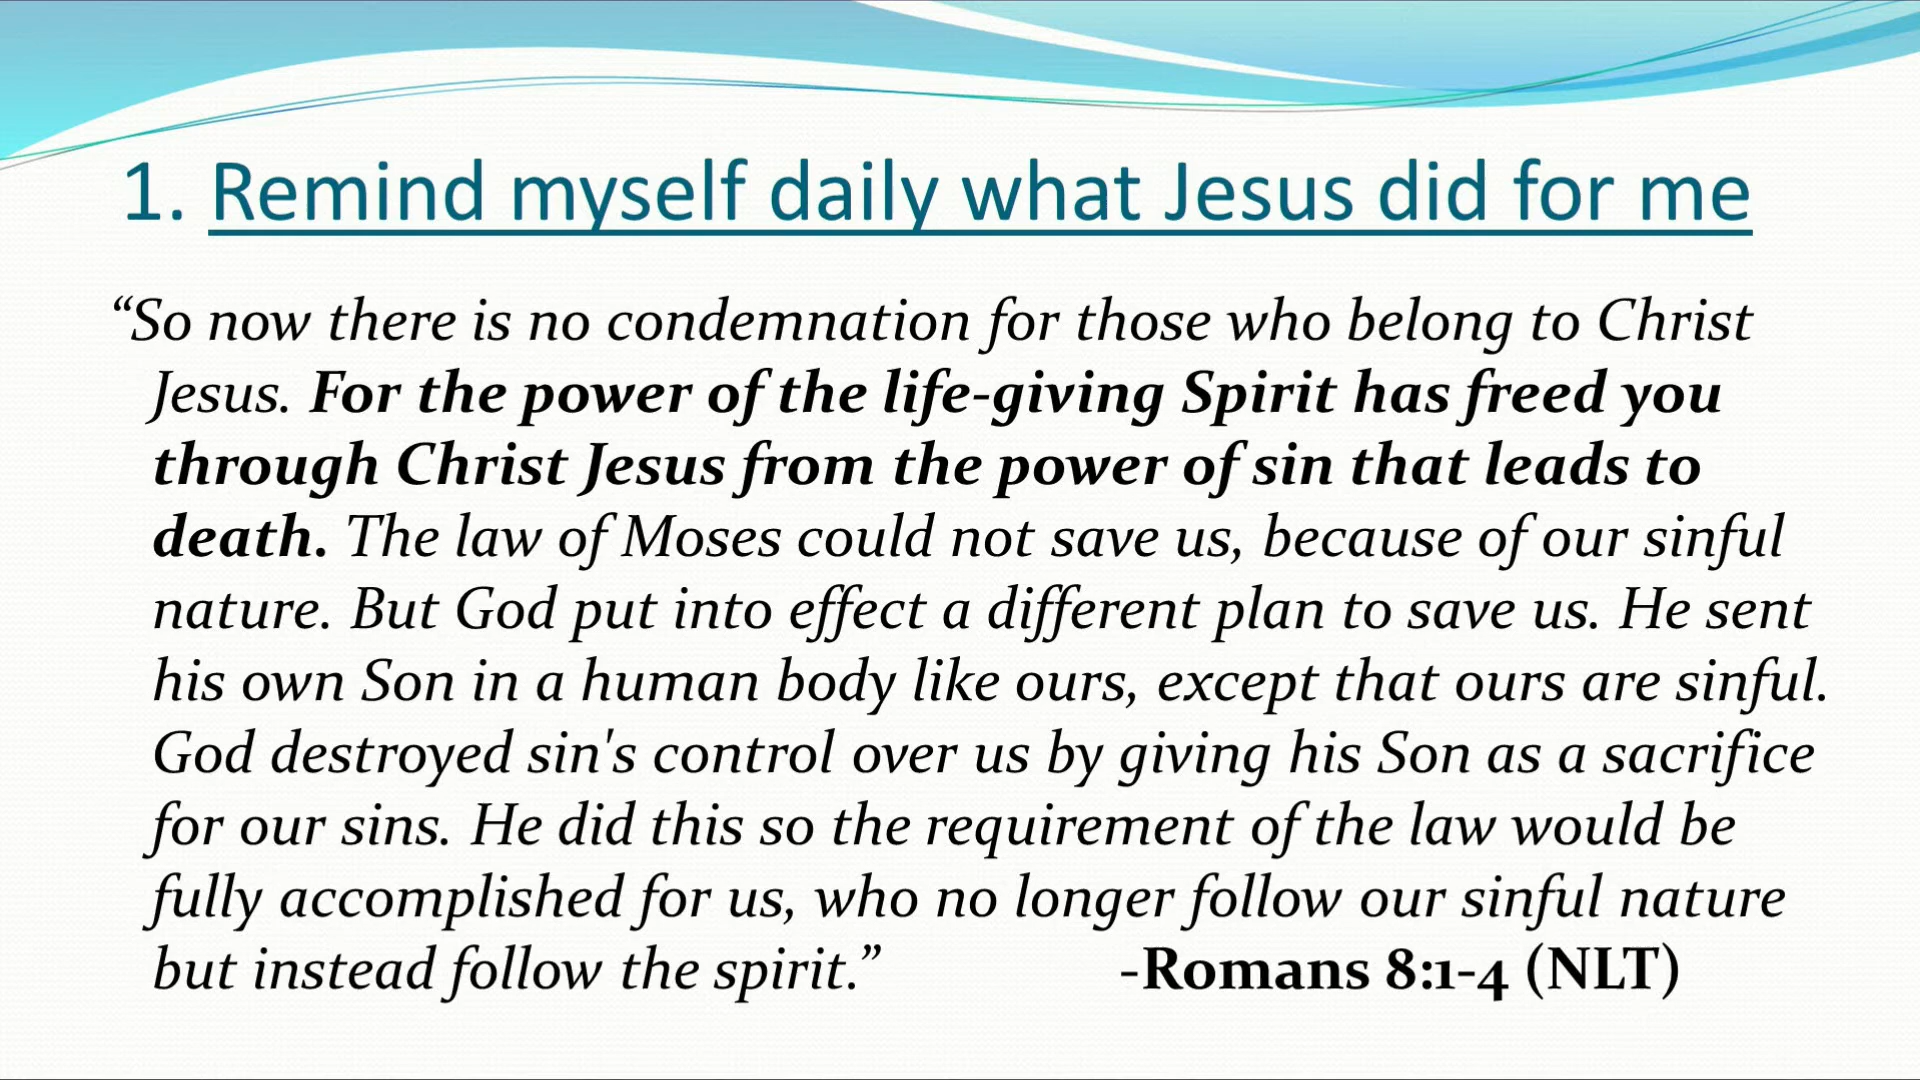 1. Remind myself daily what Jesus did for me
“So now there is no condemnation for those who belong to Christ
Jesus. For the power of the life-giving Spirit has freed you
through Christ Jesus from the power of sin that leads to
death. The law of Moses could not save us, because of our sinful
nature. But God put into effect a different plan to save us. He sent
his own Son in a human body like ours, except that ours are sinful.
God destroyed sin's control over us by giving his Son as a sacrifice
for our sins. He did this so the requirement of the law would be
fully accomplished for us, who no longer follow our sinful nature
but instead follow the spirit.” -Romans 8:1-4 (NLT)